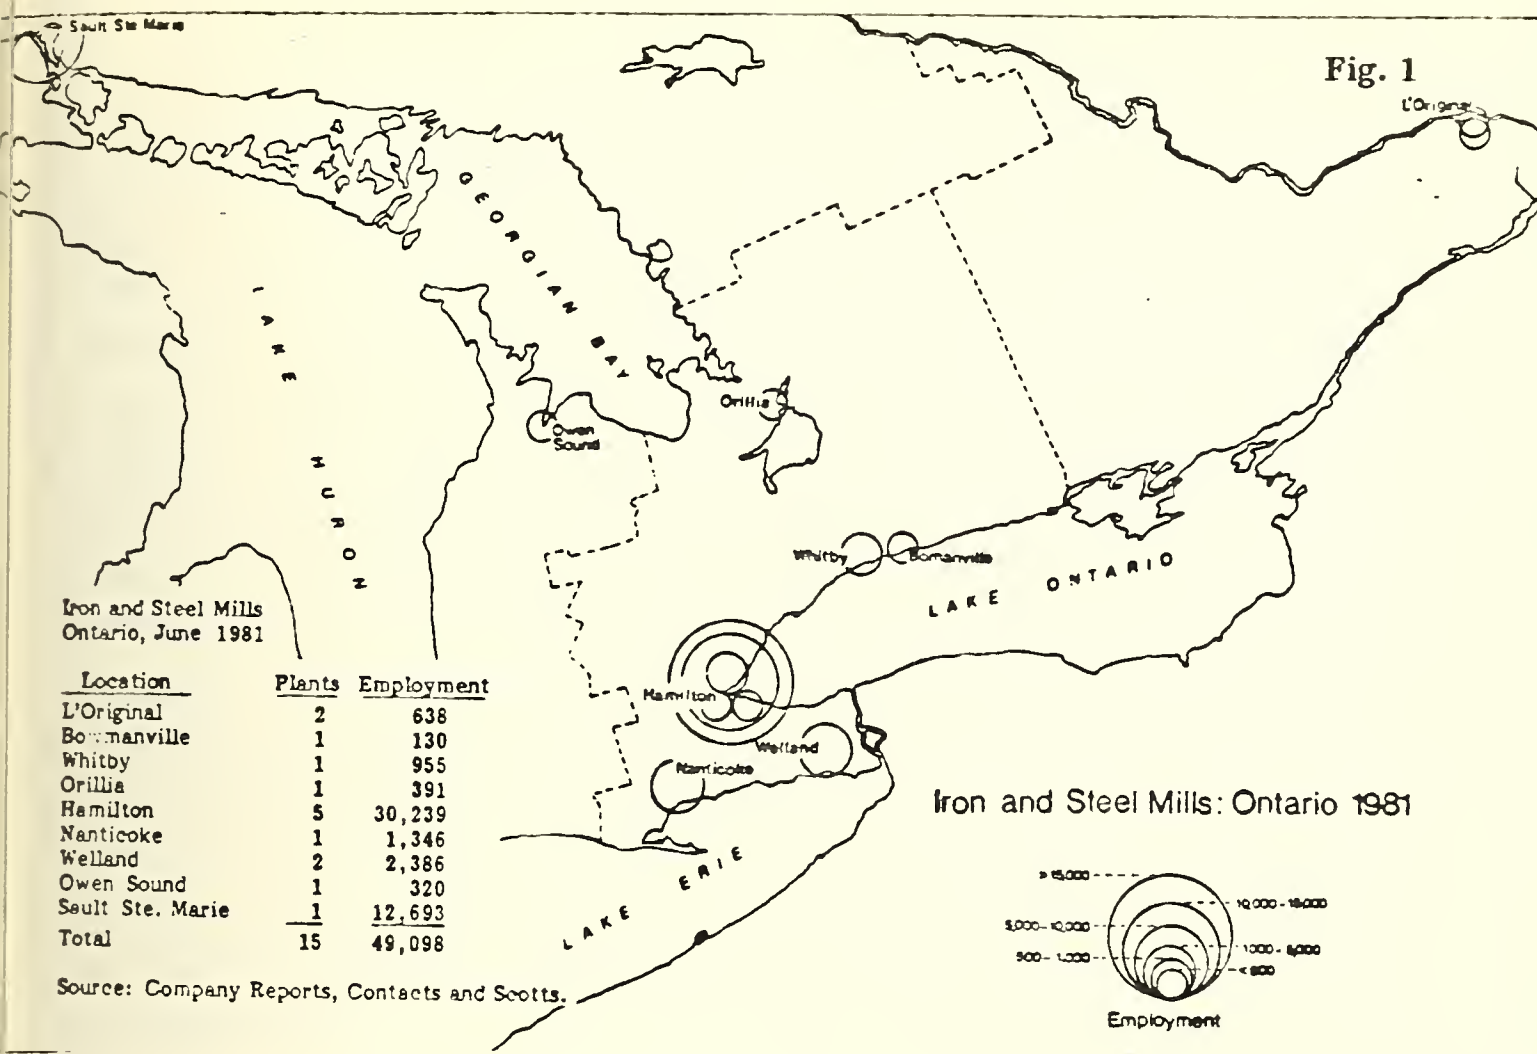 Sault Ste Marie
Fig. 1
L'Original
GEORGIAN BAY
LAKE HURON
Orillia
Owen
Sound
Whitby
Bomanville
LAKE ONTARIO
Hamilton
Welland
Nanticoke
LAKE ERIE
Iron and Steel Mills
Ontario, June 1981
Location Plants Employment
L'Original 2 638
Bowmanville 1 130
Whitby 1 955
Orillia 1 391
Hamilton 5 30,239
Nanticoke 1 1,346
Welland 2 2,386
Owen Sound 1 320
Sault Ste. Marie 1 12,693
Total 15 49,098
Source: Company Reports, Contacts and Scotts.
Iron and Steel Mills: Ontario 1981
>15,000
10,000-15,000
5,000-10,000
1000-5,000
500-1,000
<500
Employment